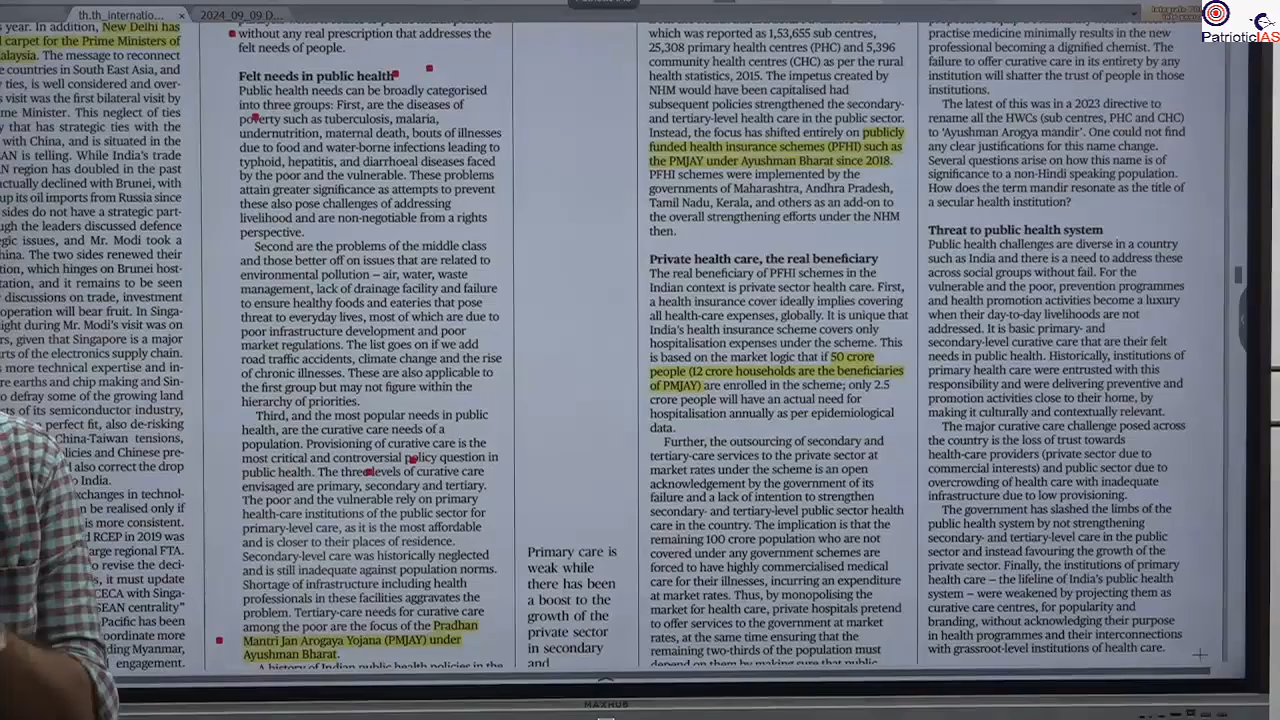 th.th_internatio...
×
2024_09_09 D...
PatrioticIAS
s year. In addition, New Delhi has
l carpet for the Prime Ministers of
alaysia. The message to reconnect
e countries in South East Asia, and
y ties, is well considered and over-
s visit was the first bilateral visit by
me Minister. This neglect of ties
y that has strategic ties with the
with China, and is situated in the
AN is telling. While India's trade
N region has doubled in the past
actually declined with Brunei, with
up its oil imports from Russia since
sides do not have a strategic part-
ugh the leaders discussed defence
egic issues, and Mr. Modi took a
hina. The two sides renewed their
tion, which hinges on Brunei host-
tation, and it remains to be seen
r discussions on trade, investment
operation will bear fruit. In Singa-
ight during Mr. Modi's visit was on
rs, given that Singapore is a major
rts of the electronics supply chain.
s more technical expertise and in-
re earths and chip making and Sin-
to defray some of the growing land
s of its semiconductor industry,
perfect fit, also de-risking
China-Taiwan tensions,
licies and Chinese pre-
l also correct the drop
o India.
xchanges in technol-
n be realised only if
is more consistent.
RCEP in 2019 was
arge regional FTA.
o revise the deci-
, it must update
CECA with Singa-
SEAN centrality"
Pacific has been
oordinate more
ding Myanmar,
engagement.
without any real prescription that addresses the
felt needs of people.
Felt needs in public health
Public health needs can be broadly categorised
into three groups: First, are the diseases of
poverty such as tuberculosis, malaria,
undernutrition, maternal death, bouts of illnesses
due to food and water-borne infections leading to
typhoid, hepatitis, and diarrhoeal diseases faced
by the poor and the vulnerable. These problems
attain greater significance as attempts to prevent
these also pose challenges of addressing
livelihood and are non-negotiable from a rights
perspective.
Second are the problems of the middle class
and those better off on issues that are related to
environmental pollution – air, water, waste
management, lack of drainage facility and failure
to ensure healthy foods and eateries that pose
threat to everyday lives, most of which are due to
poor infrastructure development and poor
market regulations. The list goes on if we add
road traffic accidents, climate change and the rise
of chronic illnesses. These are also applicable to
the first group but may not figure within the
hierarchy of priorities.
Third, and the most popular needs in public
health, are the curative care needs of a
population. Provisioning of curative care is the
most critical and controversial policy question in
public health. The three levels of curative care
envisaged are primary, secondary and tertiary.
The poor and the vulnerable rely on primary
health-care institutions of the public sector for
primary-level care, as it is the most affordable
and is closer to their places of residence.
Secondary-level care was historically neglected
and is still inadequate against population norms.
Shortage of infrastructure including health
professionals in these facilities aggravates the
problem. Tertiary-care needs for curative care
among the poor are the focus of the Pradhan
Mantri Jan Arogaya Yojana (PMJAY) under
Ayushman Bharat.
A history of Indian public health policies in the
Primary care is
weak while
there has been
a boost to the
growth of the
private sector
in secondary
and
which was reported as 1,53,655 sub centres,
25,308 primary health centres (PHC) and 5,396
community health centres (CHC) as per the rural
health statistics, 2015. The impetus created by
NHM would have been capitalised had
subsequent policies strengthened the secondary-
and tertiary-level health care in the public sector.
Instead, the focus has shifted entirely on publicly
funded health insurance schemes (PFHI) such as
the PMJAY under Ayushman Bharat since 2018.
PFHI schemes were implemented by the
governments of Maharashtra, Andhra Pradesh,
Tamil Nadu, Kerala, and others as an add-on to
the overall strengthening efforts under the NHM
then.
Private health care, the real beneficiary
The real beneficiary of PFHI schemes in the
Indian context is private sector health care. First,
a health insurance cover ideally implies covering
all health-care expenses, globally. It is unique that
India's health insurance scheme covers only
hospitalisation expenses under the scheme. This
is based on the market logic that if 50 crore
people (12 crore households are the beneficiaries
of PMJAY) are enrolled in the scheme; only 2.5
crore people will have an actual need for
hospitalisation annually as per epidemiological
data.
Further, the outsourcing of secondary and
tertiary-care services to the private sector at
market rates under the scheme is an open
acknowledgement by the government of its
failure and a lack of intention to strengthen
secondary- and tertiary-level public sector health
care in the country. The implication is that the
remaining 100 crore population who are not
covered under any government schemes are
forced to have highly commercialised medical
care for their illnesses, incurring an expenditure
at market rates. Thus, by monopolising the
market for health care, private hospitals pretend
to offer services to the government at market
rates, at the same time ensuring that the
remaining two-thirds of the population must
depend on them by making sure that public
practise medicine minimally results in the new
professional becoming a dignified chemist. The
failure to offer curative care in its entirety by any
institution will shatter the trust of people in those
institutions.
The latest of this was in a 2023 directive to
rename all the HWCs (sub centres, PHC and CHC)
to 'Ayushman Arogya mandir'. One could not find
any clear justifications for this name change.
Several questions arise on how this name is of
significance to a non-Hindi speaking population.
How does the term mandir resonate as the title of
a secular health institution?
Threat to public health system
Public health challenges are diverse in a country
such as India and there is a need to address these
across social groups without fail. For the
vulnerable and the poor, prevention programmes
and health promotion activities become a luxury
when their day-to-day livelihoods are not
addressed. It is basic primary- and
secondary-level curative care that are their felt
needs in public health. Historically, institutions of
primary health care were entrusted with this
responsibility and were delivering preventive and
promotion activities close to their home, by
making it culturally and contextually relevant.
The major curative care challenge posed across
the country is the loss of trust towards
health-care providers (private sector due to
commercial interests) and public sector due to
overcrowding of health care with inadequate
infrastructure due to low provisioning.
The government has slashed the limbs of the
public health system by not strengthening
secondary- and tertiary-level care in the public
sector and instead favouring the growth of the
private sector. Finally, the institutions of primary
health care – the lifeline of India's public health
system – were weakened by projecting them as
curative care centres, for popularity and
branding, without acknowledging their purpose
in health programmes and their interconnections
with grassroot-level institutions of health care.
MAXHUB